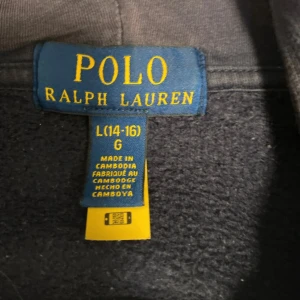 POLO
RALPH LAUREN
L(14-16)
G
MADE IN
CAMBODIA
FABRIQUÉ AU
CAMBODGE
HECHO EN
CAMBOYA